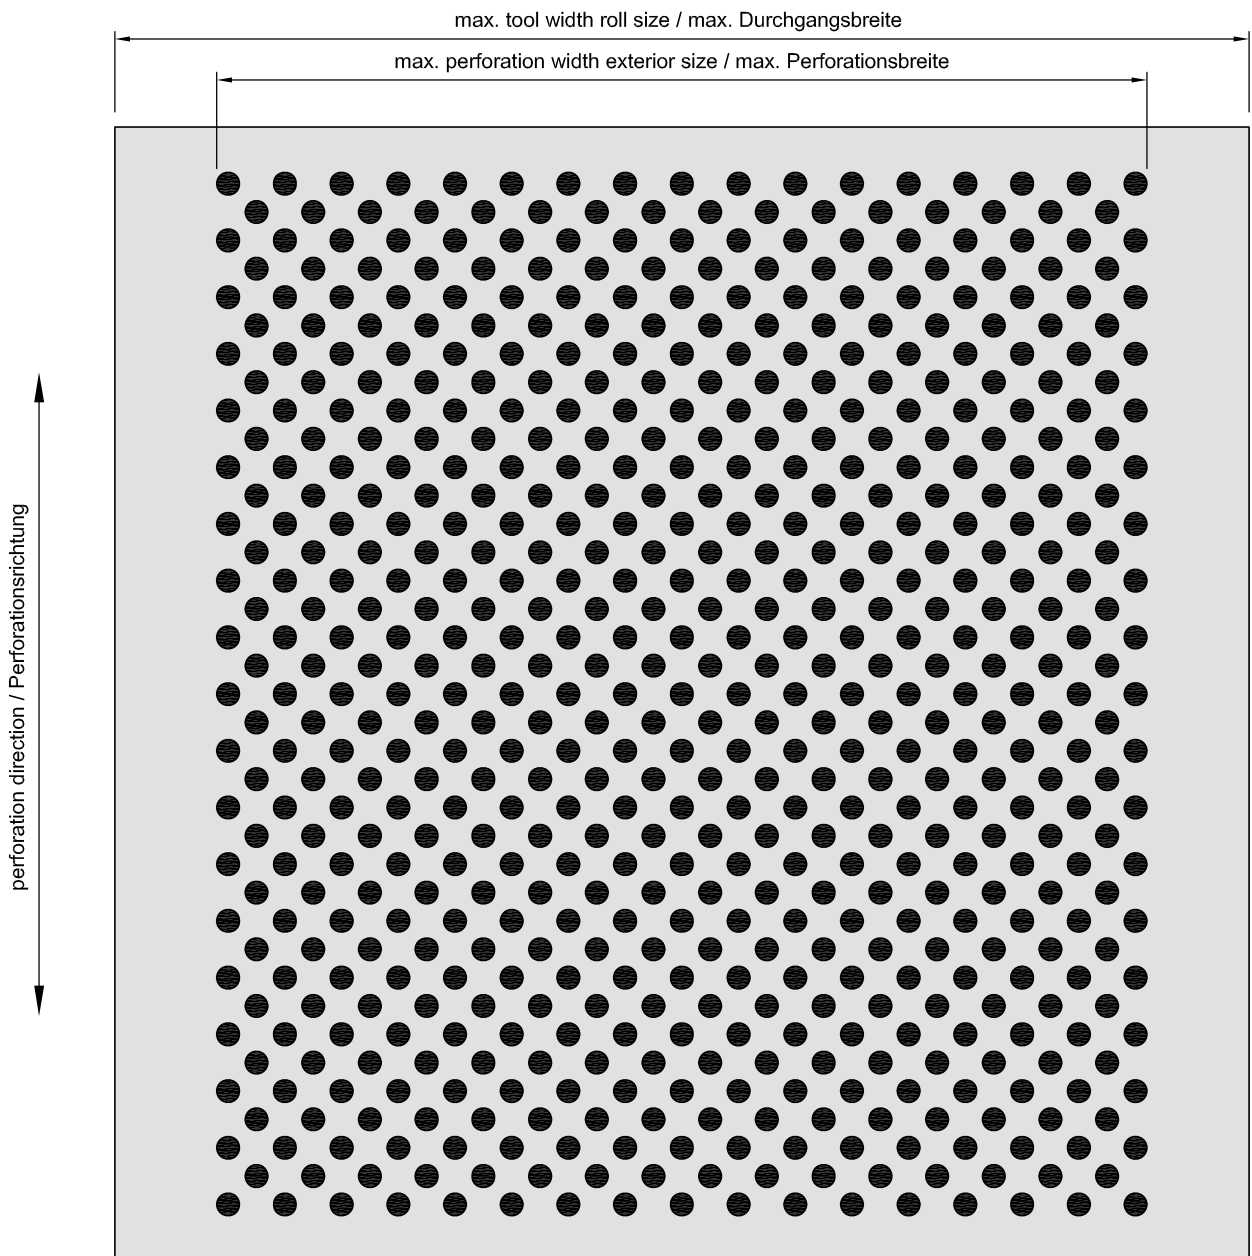 max. tool width roll size / max. Durchgangsbreite
max. perforation width exterior size / max. Perforationsbreite
perforation direction / Perforationsrichtung